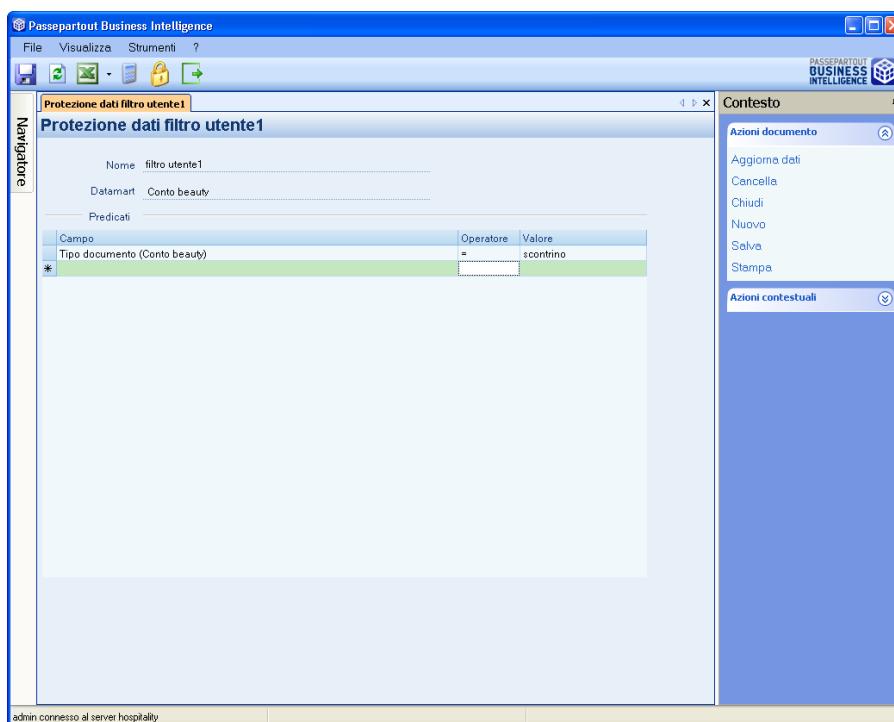 Passepartout Business Intelligence
File Visualizza Strumenti ?
PASSEPARTOUT
BUSINESS
INTELLIGENCE
Navigatore
Protezione dati filtro utente1
Protezione dati filtro utente1
Nome filtro utente1
Datamart Conto beauty
Predicati
Campo Operatore Valore
Tipo documento (Conto beauty) = scontrino
Contesto
Azioni documento
Aggiorna dati
Cancella
Chiudi
Nuovo
Salva
Stampa
Azioni contestuali
admin connesso al server hospitality